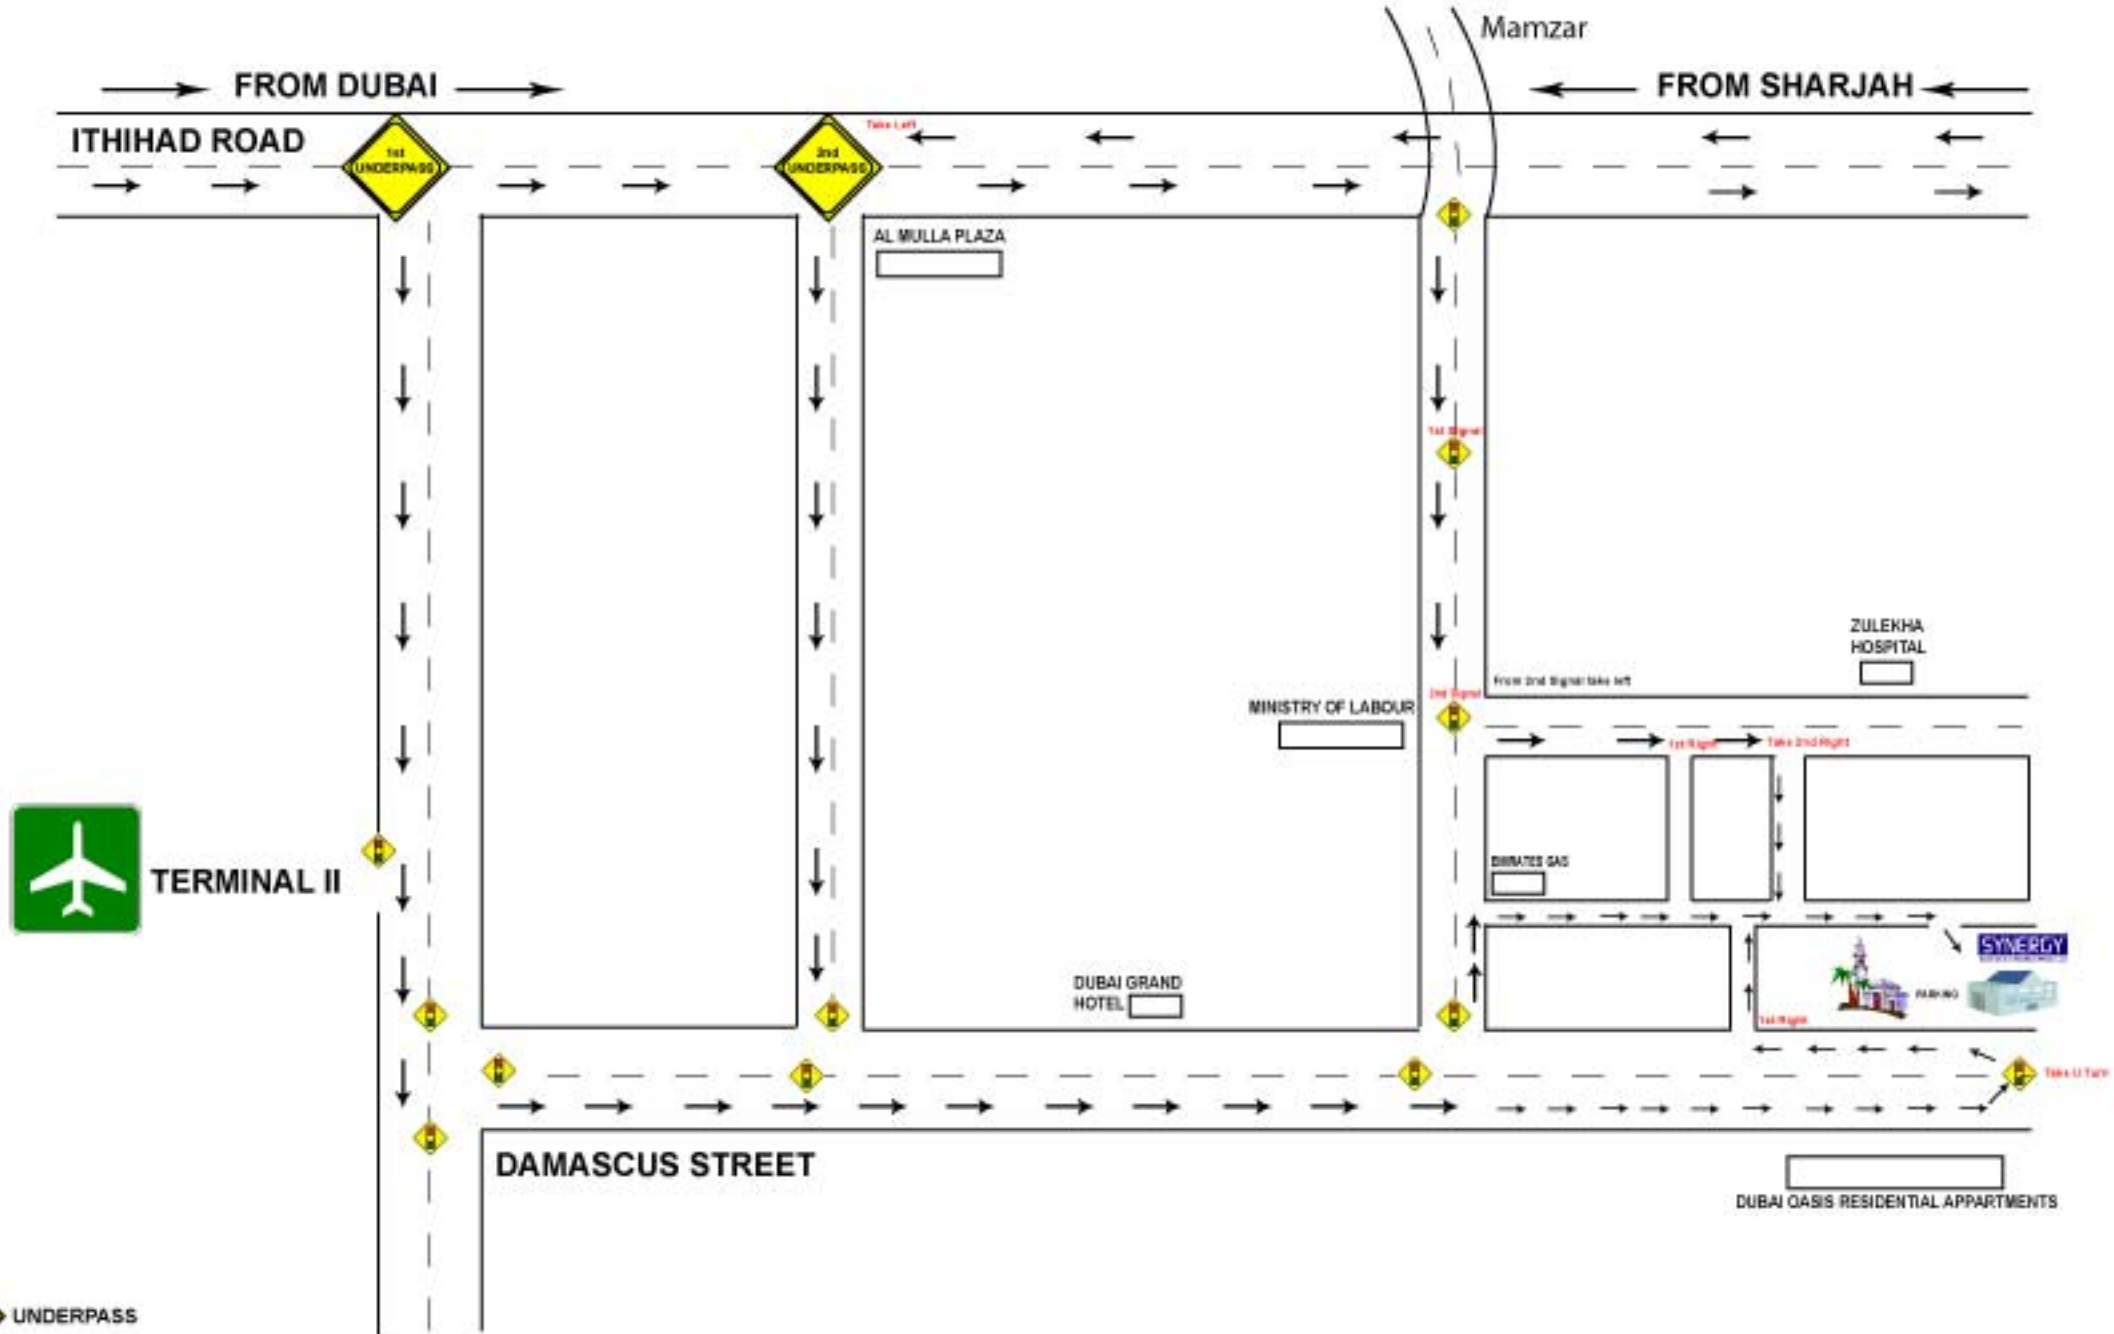 Mamzar
FROM DUBAI
FROM SHARJAH
ITHIHAD ROAD
1st
UNDERPASS
2nd
UNDERPASS
Take Left
AL MULLA PLAZA
1st Signal
ZULEKHA
HOSPITAL
From 2nd Signal take left
2nd Signal
MINISTRY OF LABOUR
1st Right
Take 2nd Right
EMIRATES GAS
TERMINAL II
SYNERGY
DUBAI GRAND
HOTEL
PARKING
1st Right
Take U Turn
DAMASCUS STREET
DUBAI OASIS RESIDENTIAL APPARTMENTS
UNDERPASS